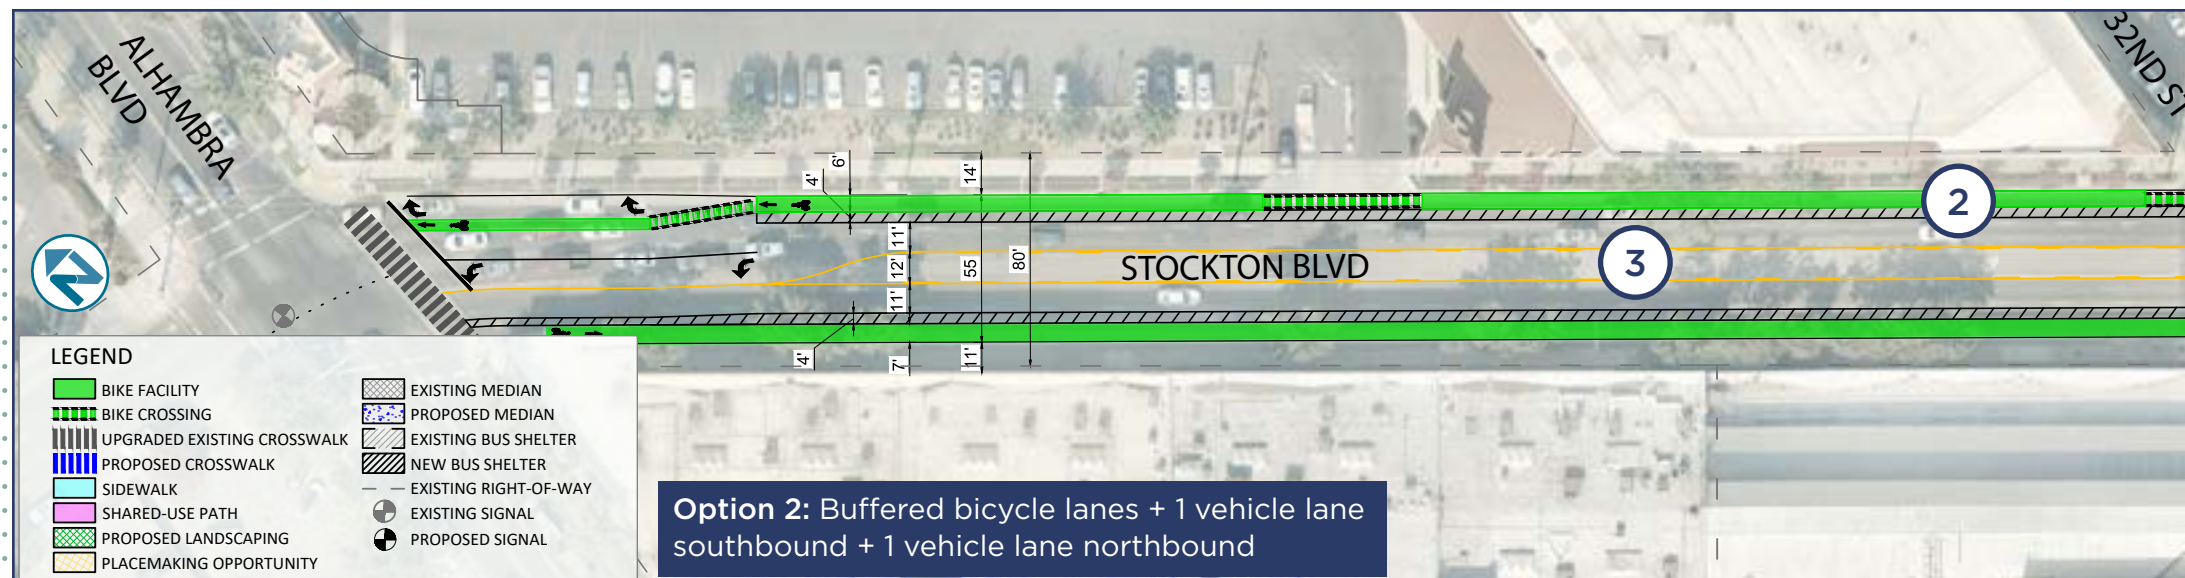 ALHAMBRA
BLVD
32ND ST
6'
4'
14'
2
11'
12'
11'
55
80'
STOCKTON BLVD
3
4'
7'
11'
LEGEND
BIKE FACILITY
BIKE CROSSING
UPGRADED EXISTING CROSSWALK
PROPOSED CROSSWALK
SIDEWALK
SHARED-USE PATH
PROPOSED LANDSCAPING
PLACEMAKING OPPORTUNITY
EXISTING MEDIAN
PROPOSED MEDIAN
EXISTING BUS SHELTER
NEW BUS SHELTER
EXISTING RIGHT-OF-WAY
EXISTING SIGNAL
PROPOSED SIGNAL
Option 2: Buffered bicycle lanes + 1 vehicle lane
southbound + 1 vehicle lane northbound